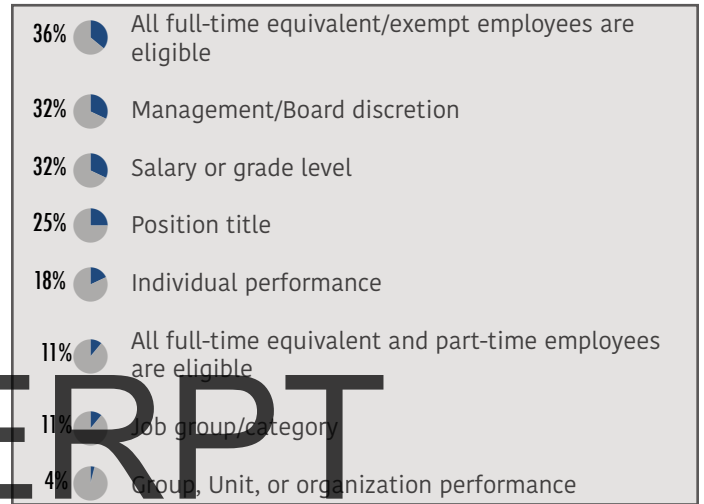 36% All full-time equivalent/exempt employees are
eligible
32% Management/Board discretion
32% Salary or grade level
25% Position title
18% Individual performance
11% All full-time equivalent and part-time employees
are eligible
11% Job group/category
4% Group, Unit, or organization performance
ERPT